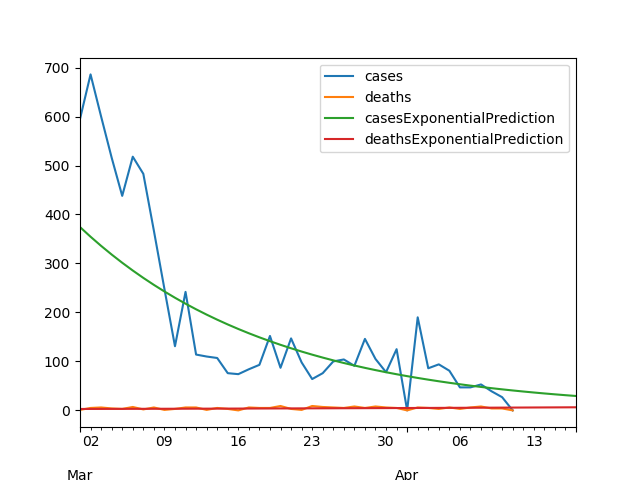 700
600
500
400
300
200
100
0
cases
deaths
casesExponentialPrediction
deathsExponentialPrediction
02 09 16 23 30 06 13
Mar Apr